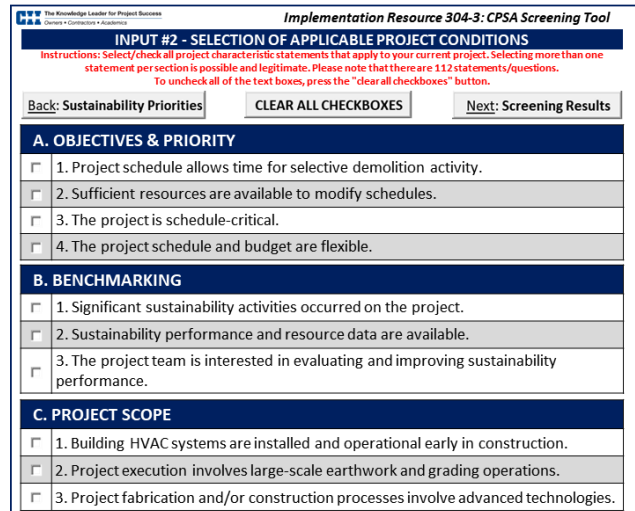 CII The Knowledge Leader for Project Success
Owners • Contractors • Academics
Implementation Resource 304-3: CPSA Screening Tool
INPUT #2 - SELECTION OF APPLICABLE PROJECT CONDITIONS
Instructions: Select/check all project characteristic statements that apply to your current project. Selecting more than one
statement per section is possible and legitimate. Please note that there are 112 statements/questions.
To uncheck all of the text boxes, press the "clear all checkboxes" button.
Back: Sustainability Priorities
CLEAR ALL CHECKBOXES
Next: Screening Results
A. OBJECTIVES & PRIORITY
1. Project schedule allows time for selective demolition activity.
2. Sufficient resources are available to modify schedules.
3. The project is schedule-critical.
4. The project schedule and budget are flexible.
B. BENCHMARKING
1. Significant sustainability activities occurred on the project.
2. Sustainability performance and resource data are available.
3. The project team is interested in evaluating and improving sustainability
performance.
C. PROJECT SCOPE
1. Building HVAC systems are installed and operational early in construction.
2. Project execution involves large-scale earthwork and grading operations.
3. Project fabrication and/or construction processes involve advanced technologies.